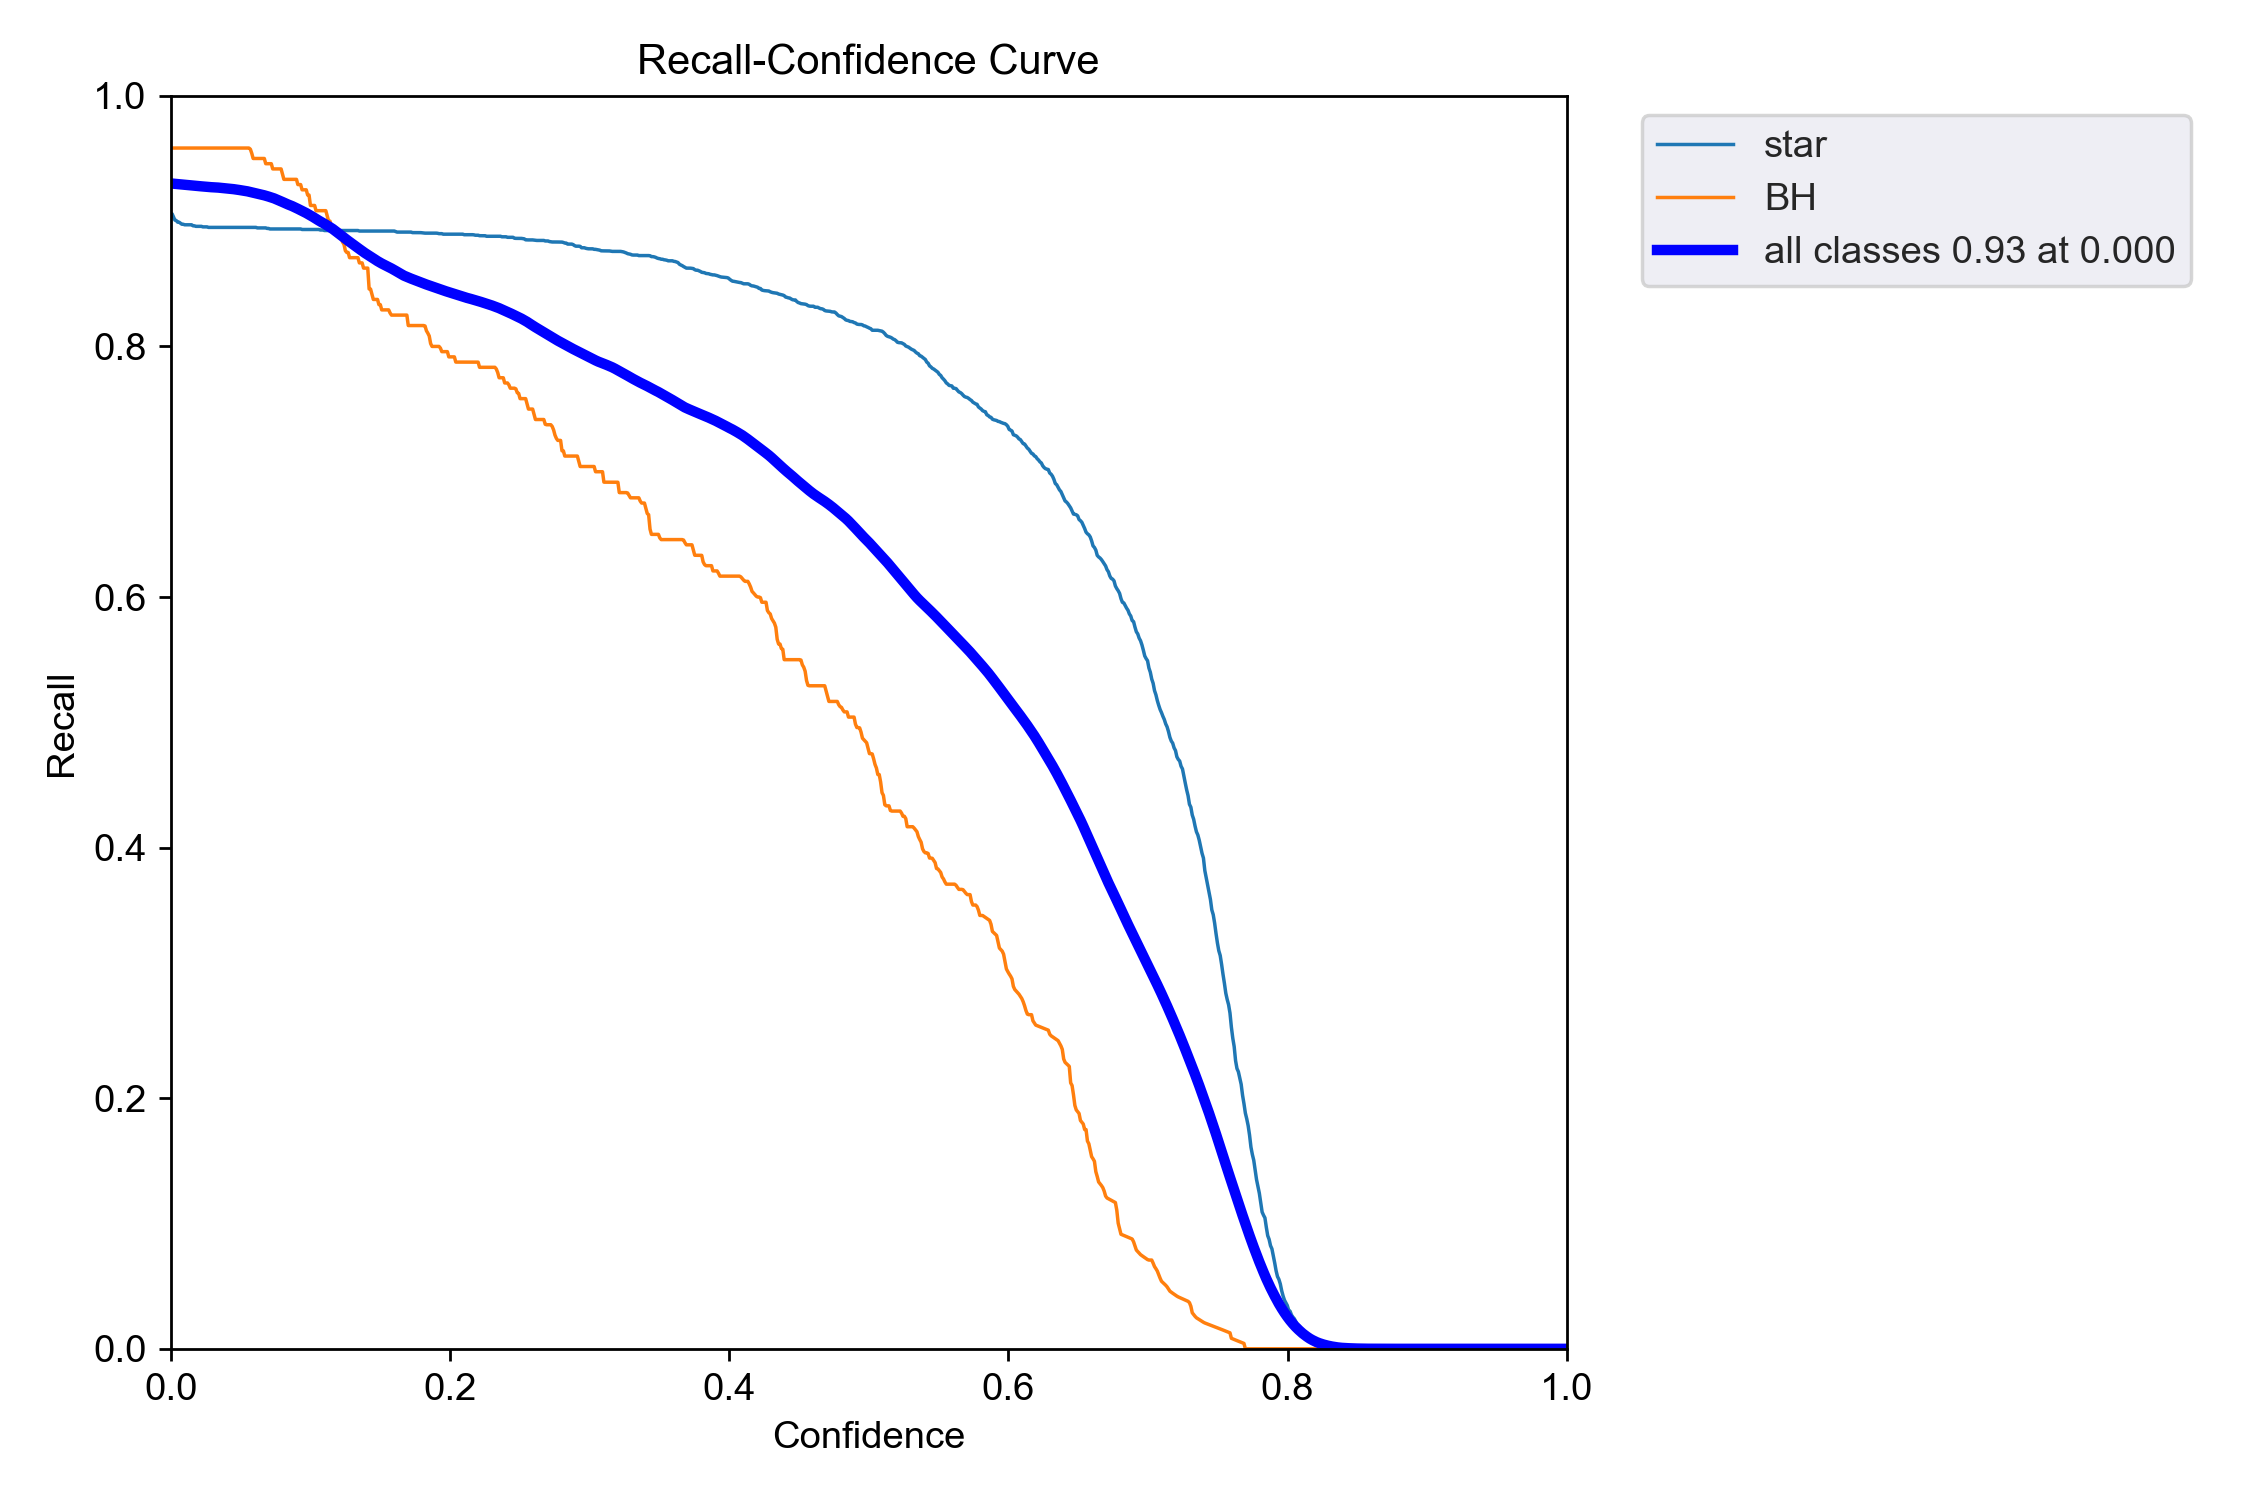 Recall-Confidence Curve
1.0
0.8
0.6
0.4
0.2
0.0
Recall
0.0 0.2 0.4 0.6 0.8 1.0
Confidence
star
BH
all classes 0.93 at 0.000